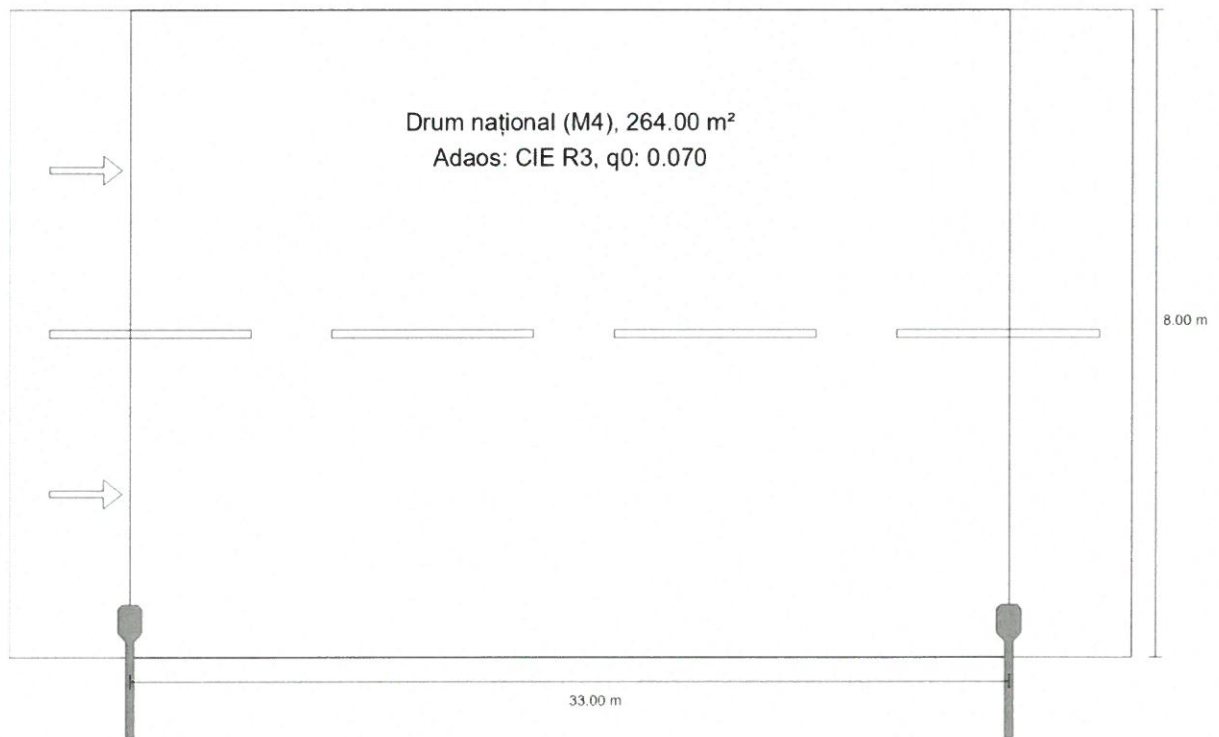 Drum național (M4), 264.00 m²
Adaos: CIE R3, q0: 0.070
8.00 m
33.00 m